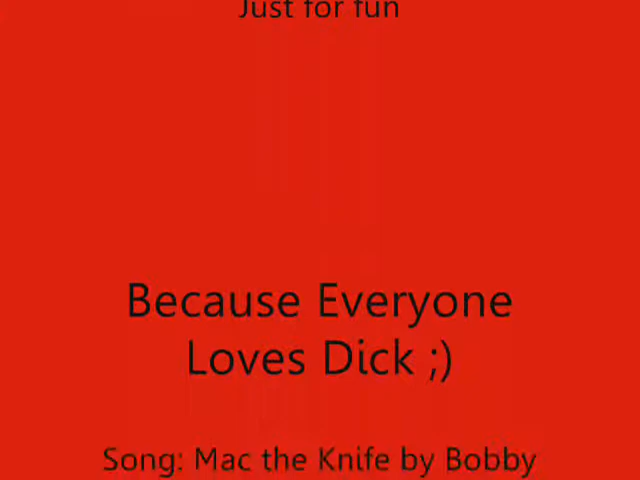 Just for fun
Because Everyone
Loves Dick ;)
Song: Mac the Knife by Bobby